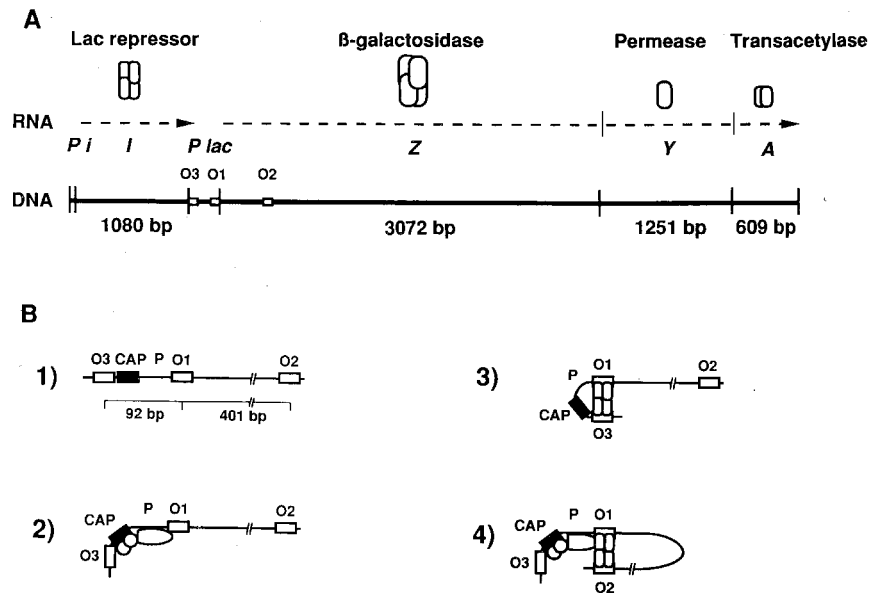 A
Lac repressor ß-galactosidase Permease Transacetylase
RNA
P i I P lac Z Y A
O3 O1 O2
DNA
1080 bp 3072 bp 1251 bp 609 bp
B
1) O3 CAP P O1 O2
92 bp 401 bp
3) P O1 O2
CAP
O3
2) CAP P O1 O2
O3
4) CAP P O1
O3
O2